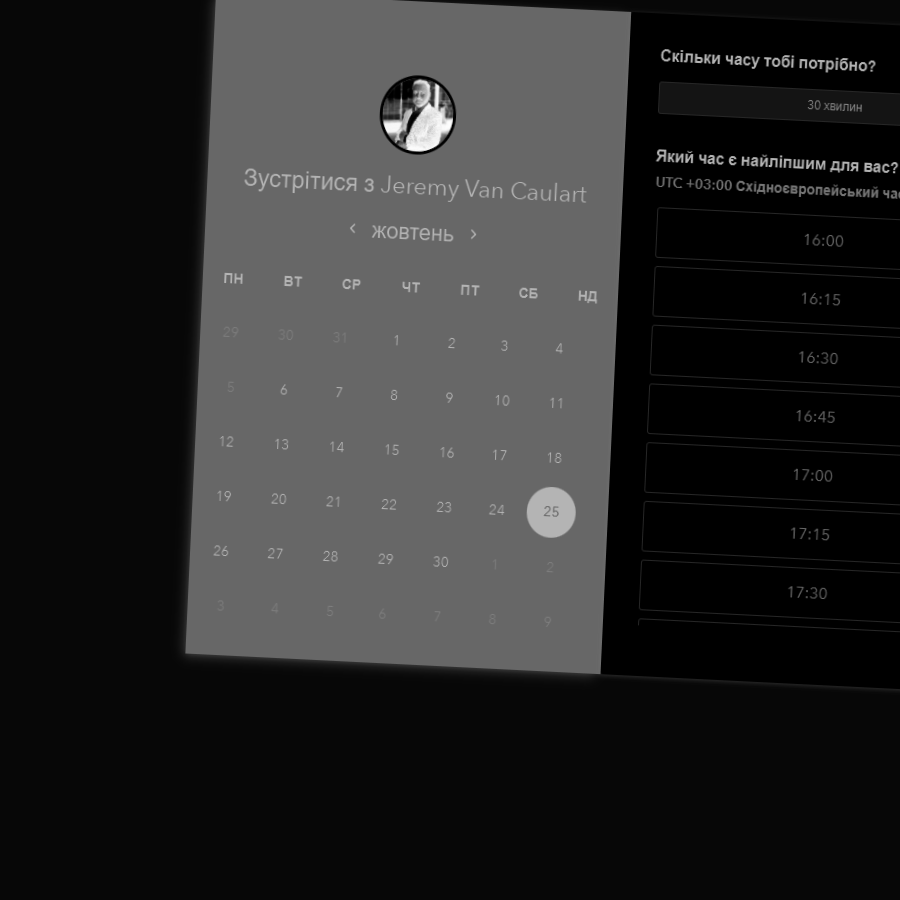 Зустрітися з Jeremy Van Caulart
‹ жовтень ›
ПН ВТ СР ЧТ ПТ СБ НД
29 30 31 1 2 3 4
5 6 7 8 9 10 11
12 13 14 15 16 17 18
19 20 21 22 23 24 25
26 27 28 29 30 1 2
3 4 5 6 7 8 9
Скільки часу тобі потрібно?
30 хвилин
Який час є найліпшим для вас?
UTC +03:00 Східноєвропейський
16:00
16:15
16:30
16:45
17:00
17:15
17:30